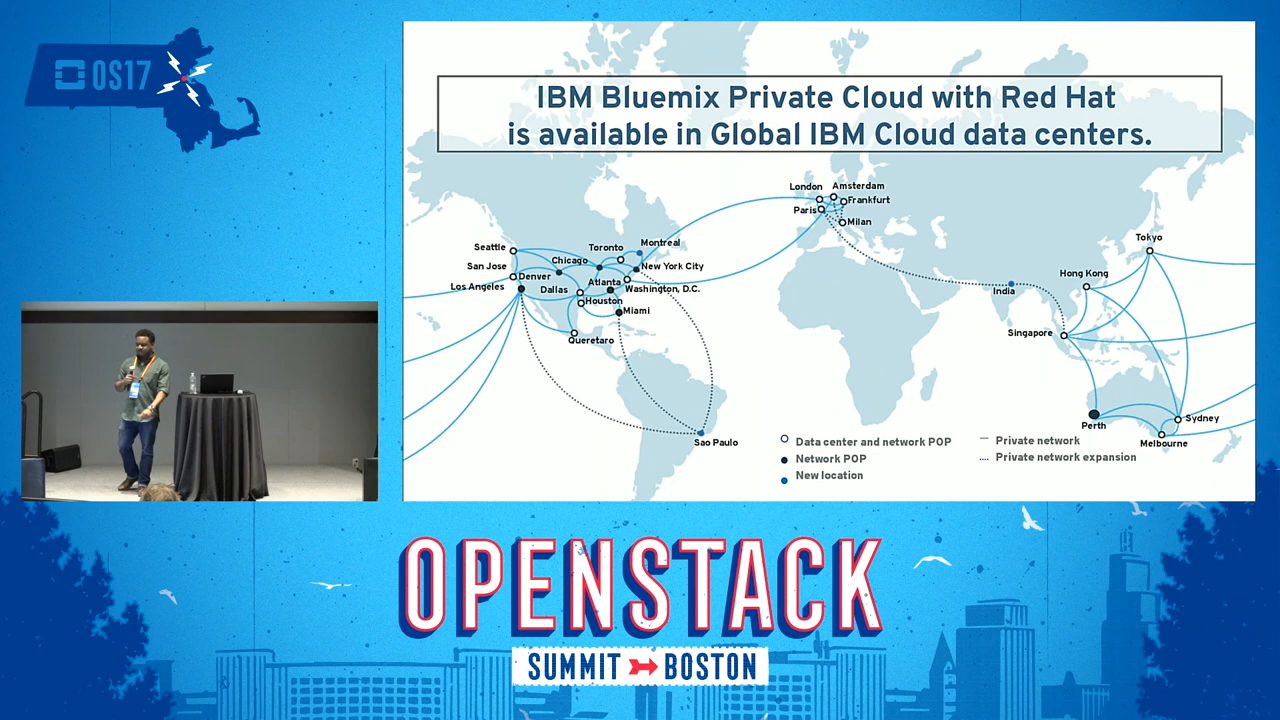 OS17
IBM Bluemix Private Cloud with Red Hat
is available in Global IBM Cloud data centers.
London
Amsterdam
Frankfurt
Paris
Milan
Seattle
Toronto
Montreal
Tokyo
San Jose
Chicago
New York City
Denver
Hong Kong
Los Angeles
Dallas
Atlanta
Washington, D.C.
India
Houston
Miami
Singapore
Queretaro
Sydney
Perth
Sao Paulo
Melbourne
Data center and network POP
Network POP
New location
Private network
Private network expansion
OPENSTACK
SUMMIT BOSTON